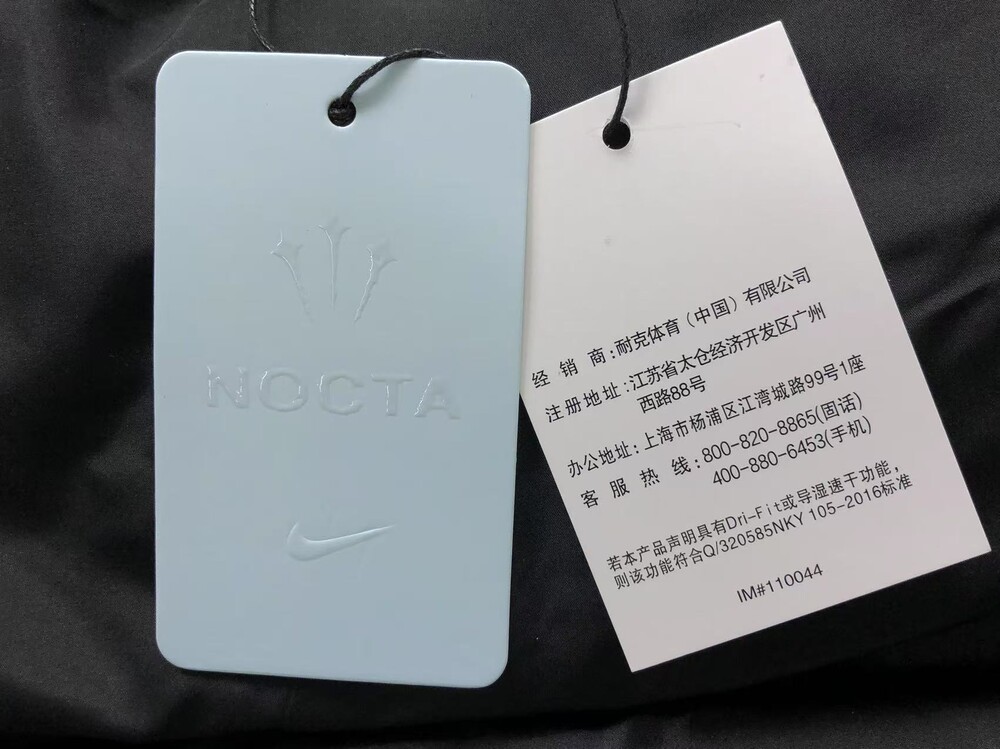 NOCTA
经销商:耐克体育(中国)有限公司
注册地址:江苏省太仓经济开发区广州
西路88号
办公地址:上海市杨浦区江湾城路99号1座
客服热线:800-820-8865(固话)
400-880-6453(手机)
若本产品声明具有Dri-Fit或导湿速干功能,
则该功能符合Q/320585NKY 105-2016标准
IM#110044